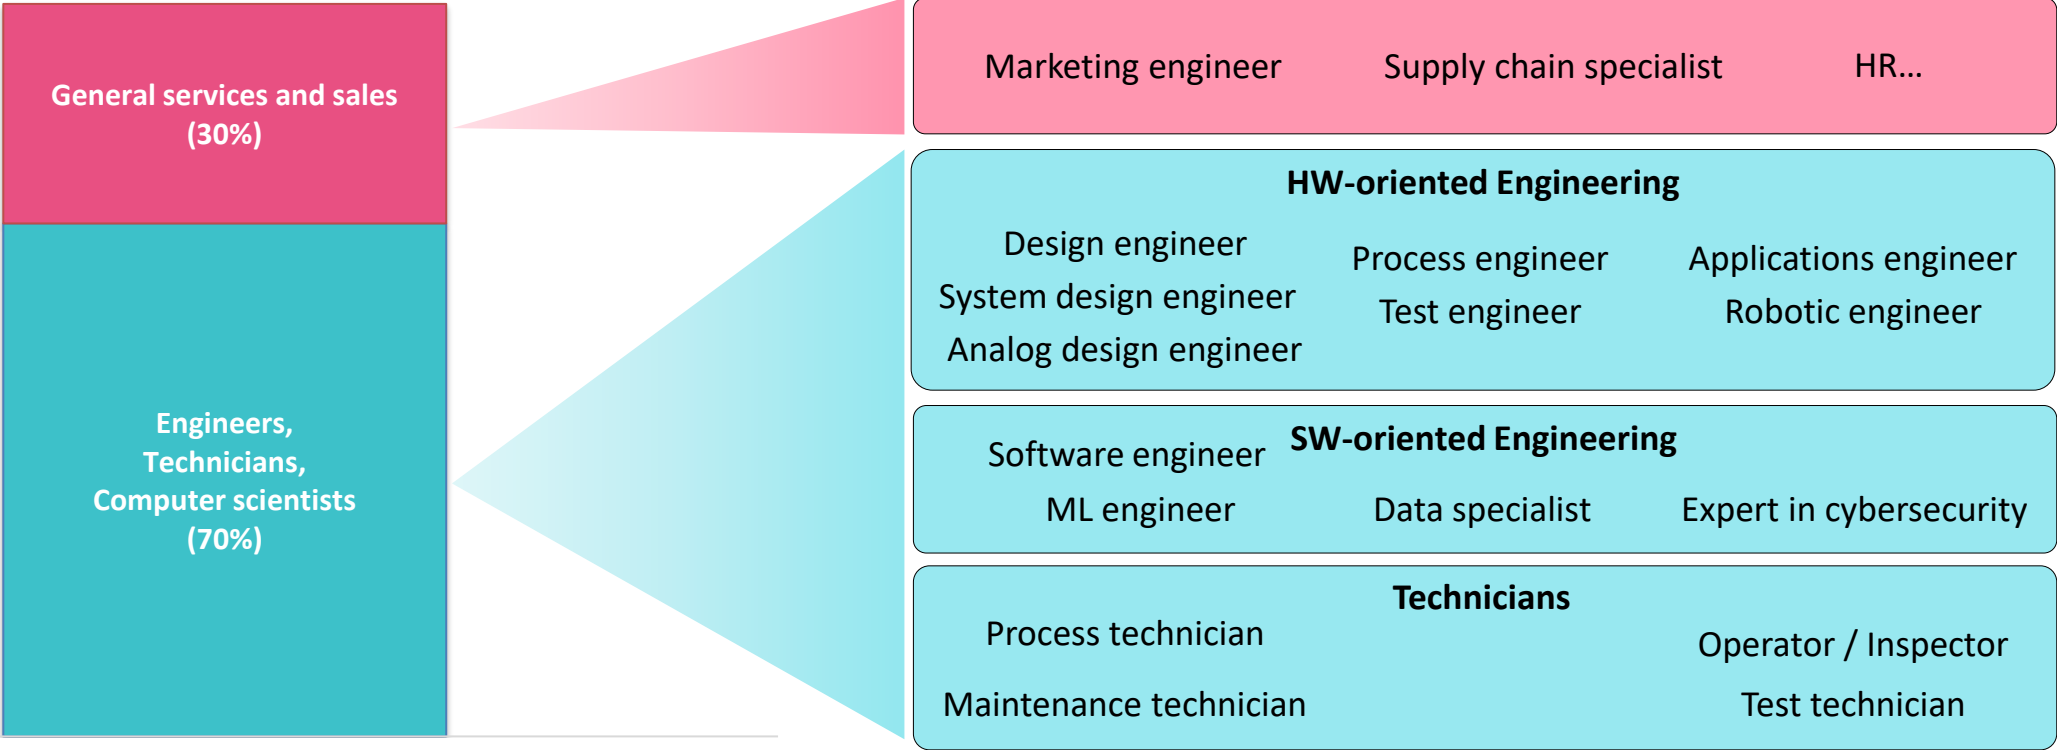 General services and sales
(30%)
Engineers,
Technicians,
Computer scientists
(70%)
Marketing engineer
Supply chain specialist
HR...
HW-oriented Engineering
Design engineer
System design engineer
Analog design engineer
Process engineer
Test engineer
Applications engineer
Robotic engineer
SW-oriented Engineering
Software engineer
ML engineer
Data specialist
Expert in cybersecurity
Technicians
Process technician
Maintenance technician
Operator / Inspector
Test technician